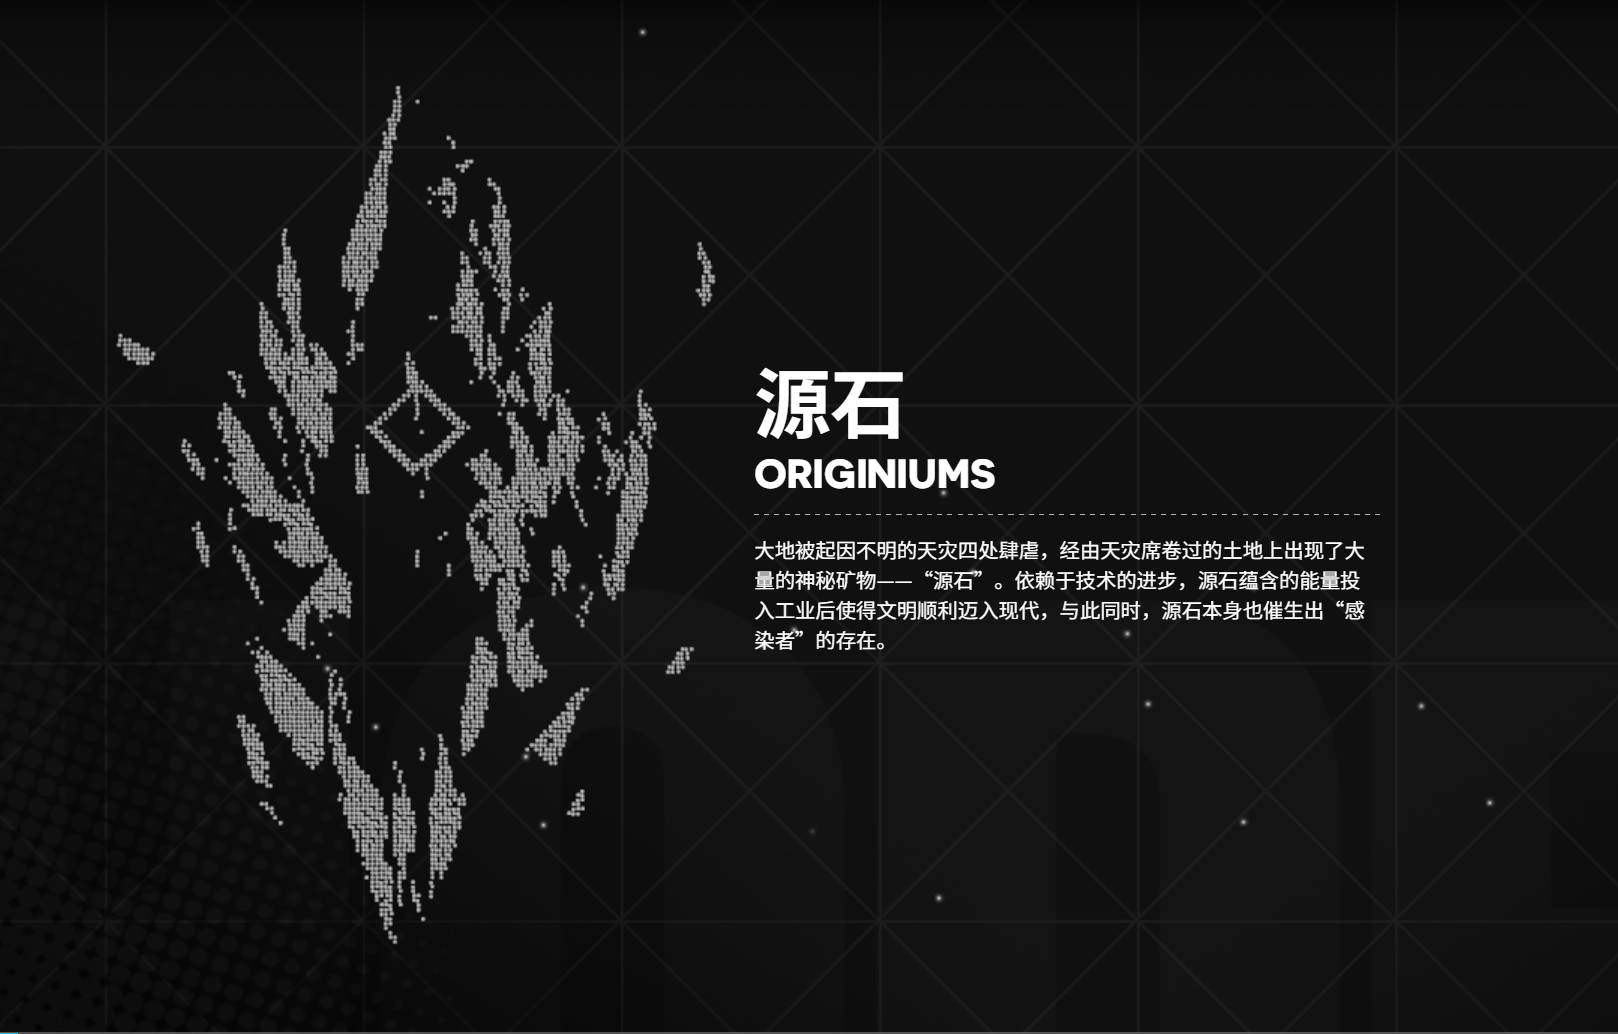 源石
ORIGINIUMS
大地被起因不明的天灾四处肆虐，经由天灾席卷过的土地上出现了大
量的神秘矿物——“源石”。依赖于技术的进步，源石蕴含的能量投
入工业后使得文明顺利迈入现代，与此同时，源石本身也催生出“感
染者”的存在。